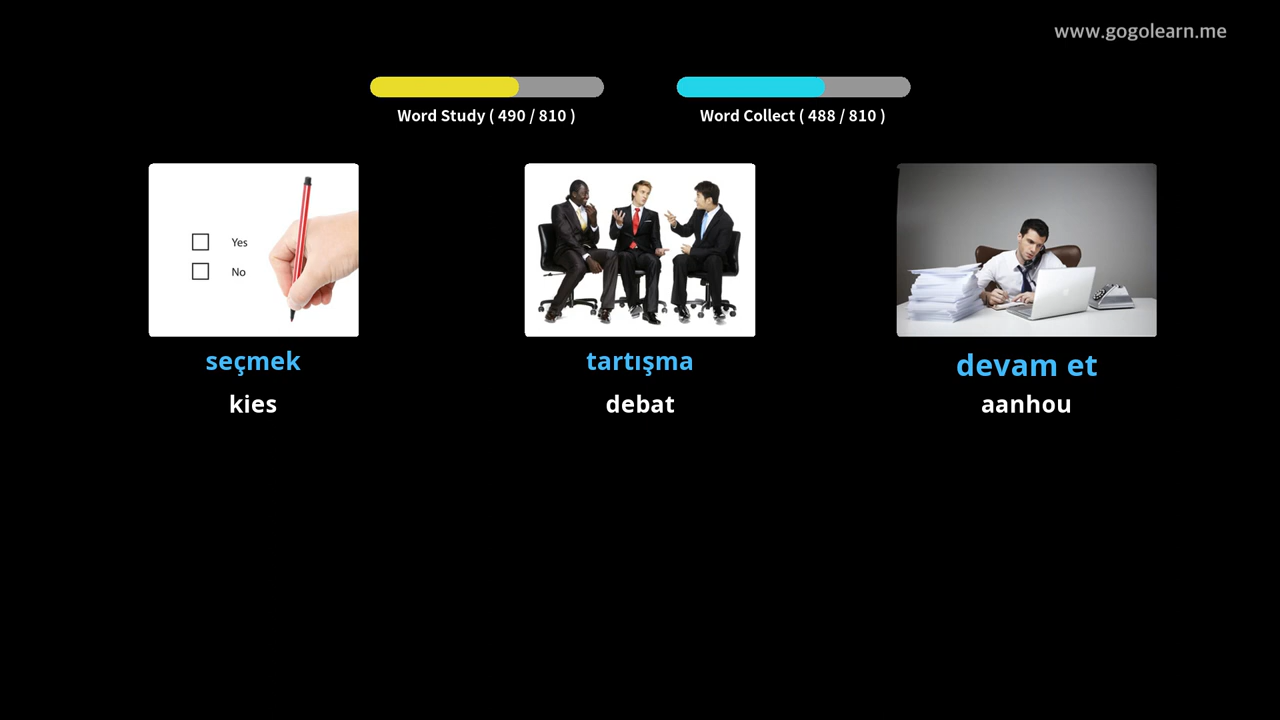 www.gogolearn.me
Word Study ( 490 / 810 )
Word Collect ( 488 / 810 )
Yes
No
seçmek
kies
tartışma
debat
devam et
aanhou